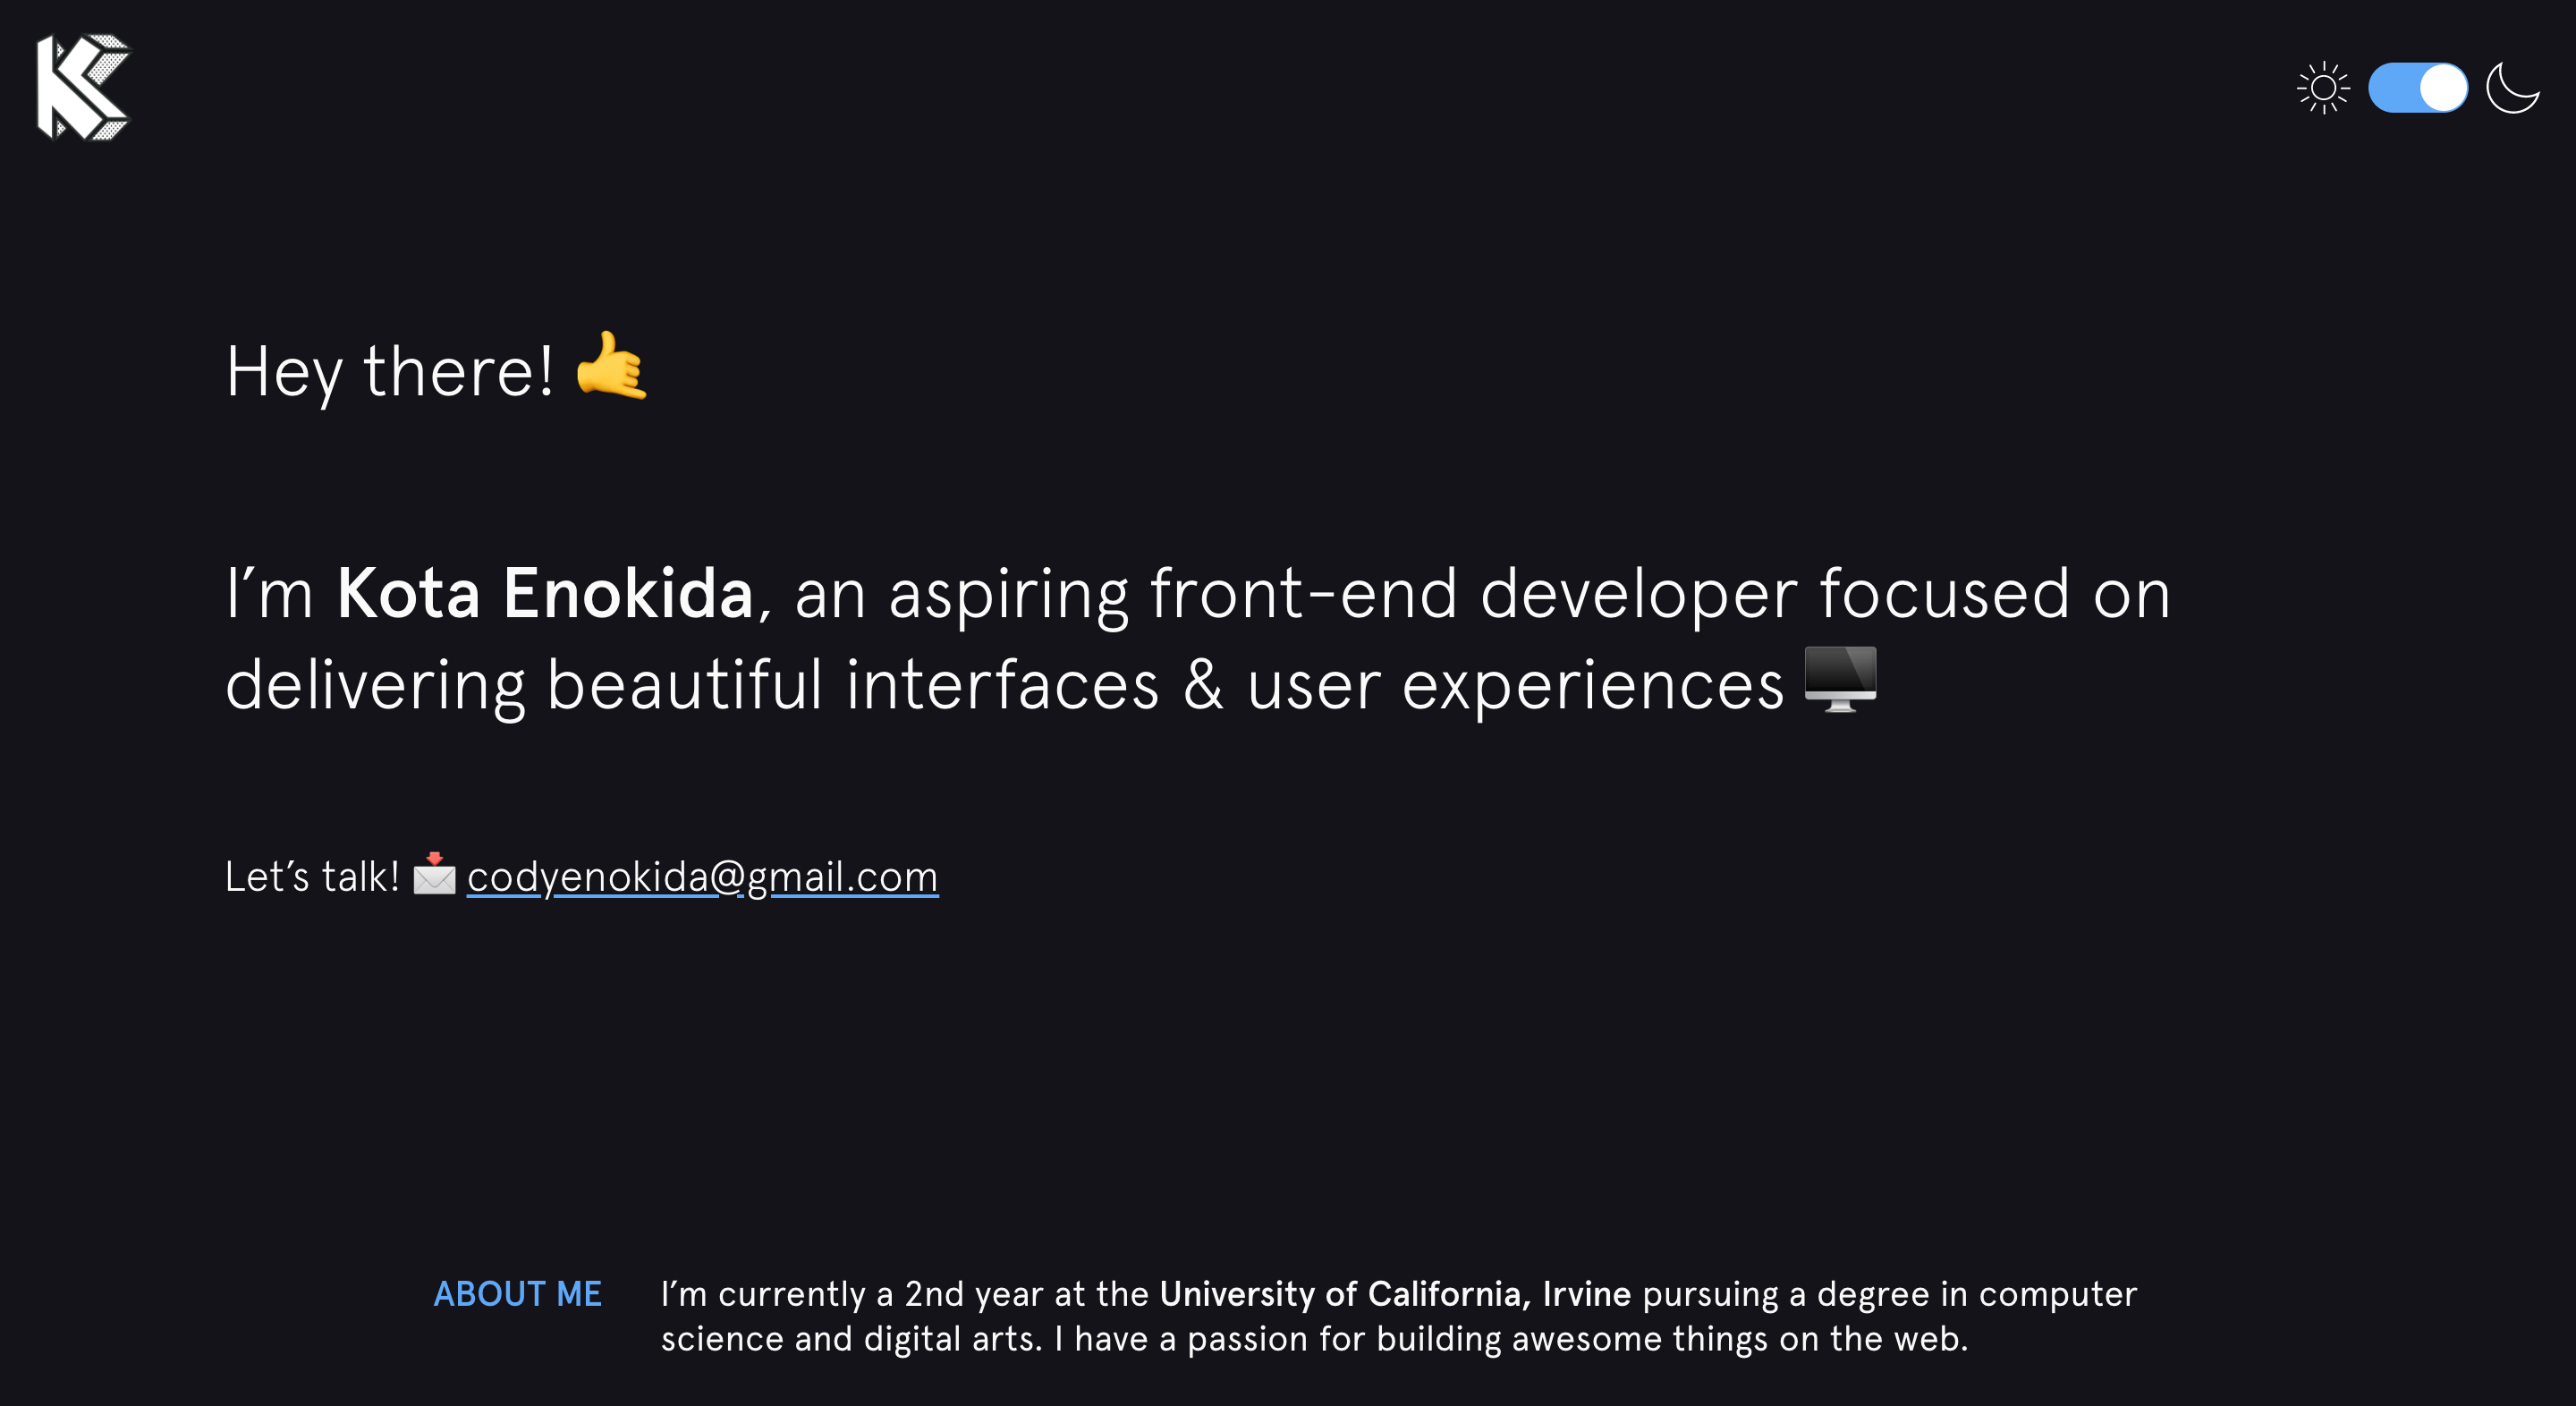 Hey there! 🤙
I’m Kota Enokida, an aspiring front-end developer focused on
delivering beautiful interfaces & user experiences 🖥️
Let’s talk! 📩 codyenokida@gmail.com
ABOUT ME
I’m currently a 2nd year at the University of California, Irvine pursuing a degree in computer
science and digital arts. I have a passion for building awesome things on the web.